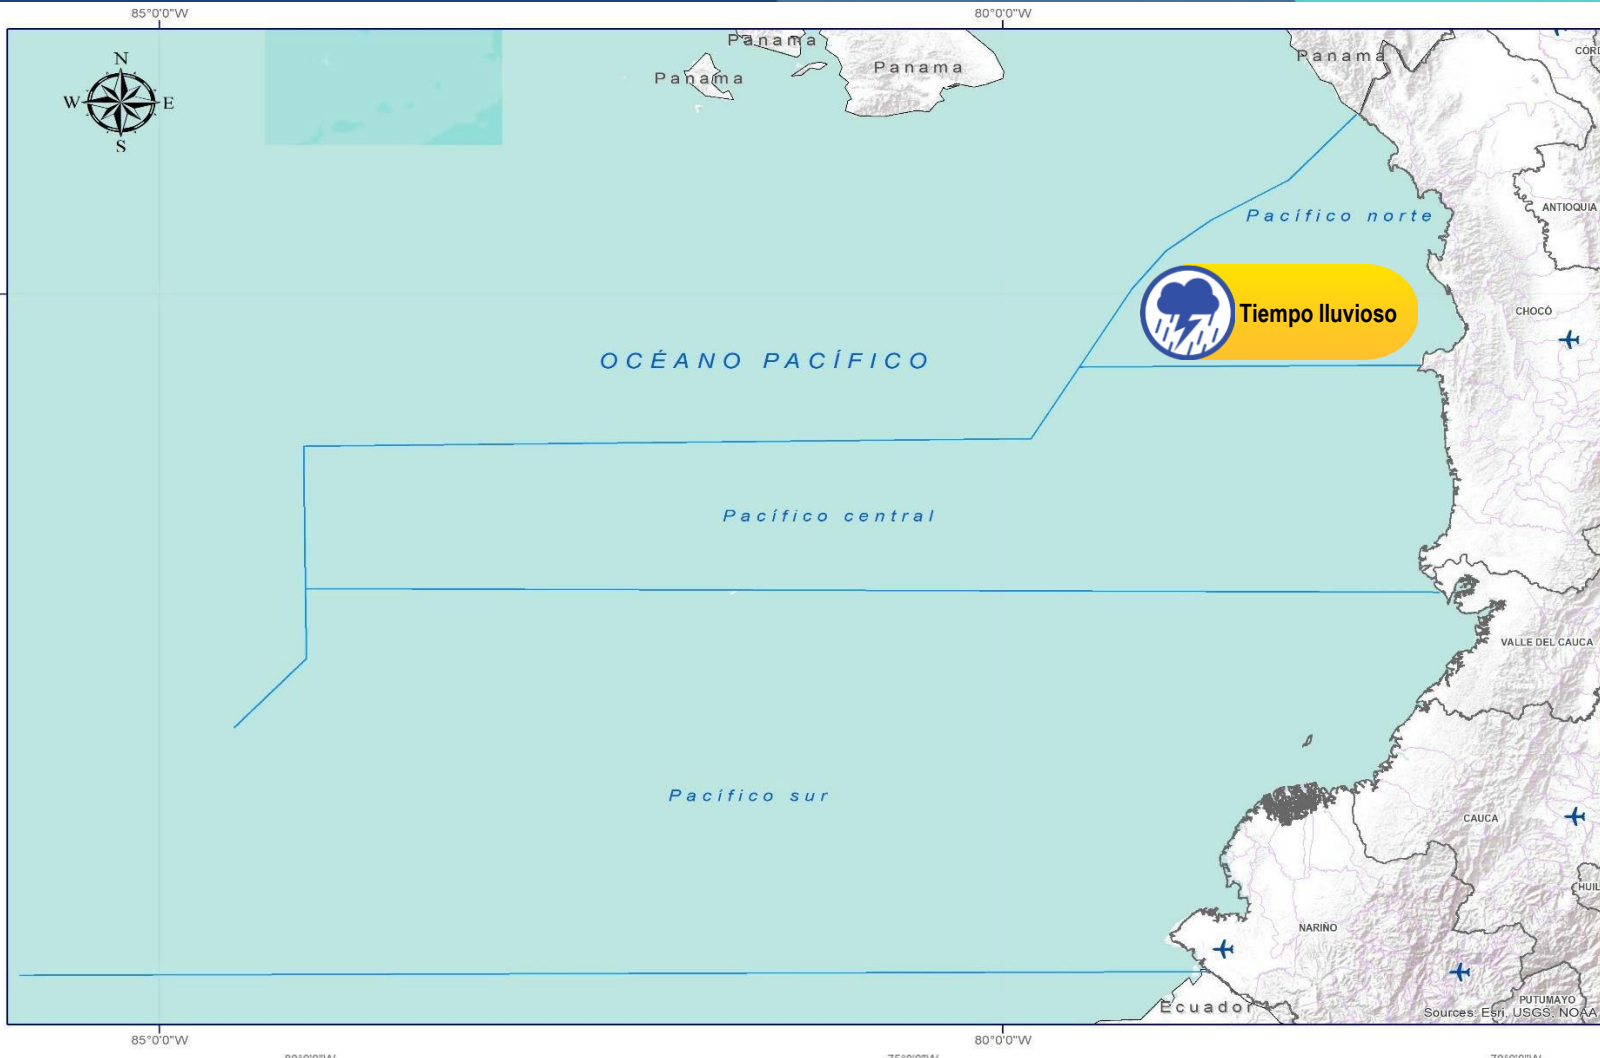 85°0'0"W
80°0'0"W
N
W
E
S
Panama
Panama
Panama
Panama
CÓRD
Pacífico norte
ANTIOQUIA
Tiempo lluvioso
CHOCÓ
OCÉANO PACÍFICO
Pacífico central
VALLE DEL CAUCA
Pacífico sur
CAUCA
HUIL
NARIÑO
PUTUMAYO
Ecuador
Sources: Esri, USGS, NOAA
85°0'0"W
80°0'0"W